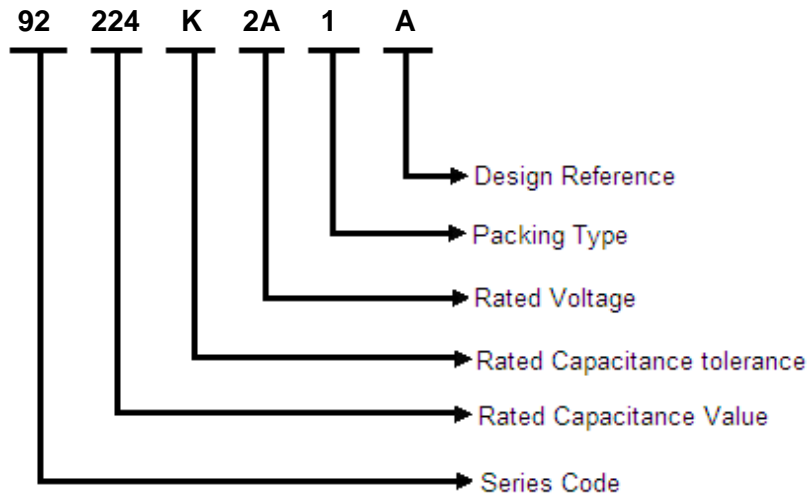 92 224 K 2A 1 A
Design Reference
Packing Type
Rated Voltage
Rated Capacitance tolerance
Rated Capacitance Value
Series Code